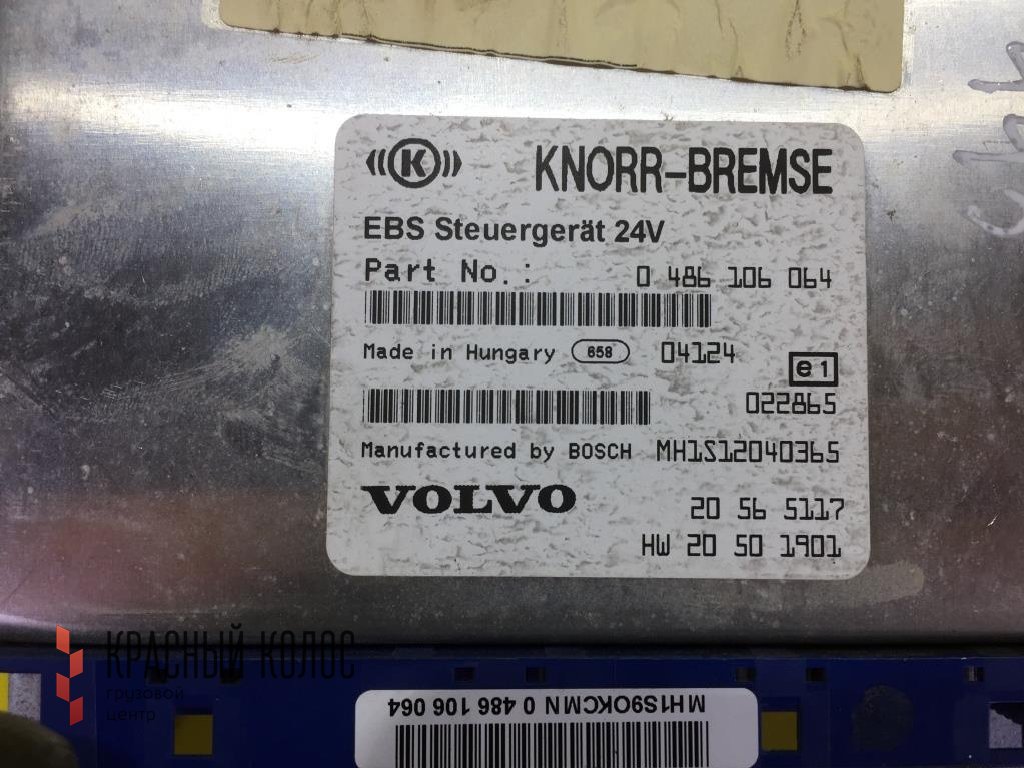 K KNORR-BREMSE
EBS Steuergerät 24V
Part No.: 0 486 106 064
Made in Hungary 658 04124
e1
022865
Manufactured by BOSCH MH1S12040365
VOLVO 20 56 5117
HW 20 50 1901
КРАСНЫЙ КОЛОС
грузовой
центр
MH1S9OKCMN 0 486 106 064